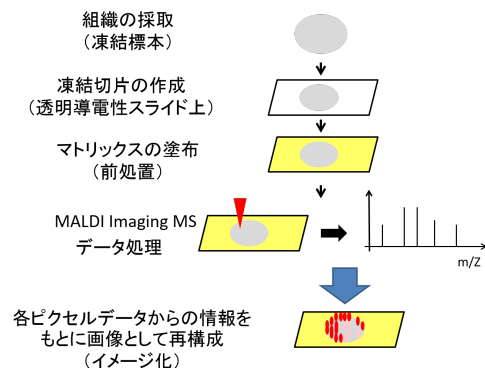 組織の採取
（凍結標本）
凍結切片の作成
（透明導電性スライド上）
マトリックスの塗布
（前処置）
MALDI Imaging MS
データ処理
m/Z
各ピクセルデータからの情報を
もとに画像として再構成
（イメージ化）